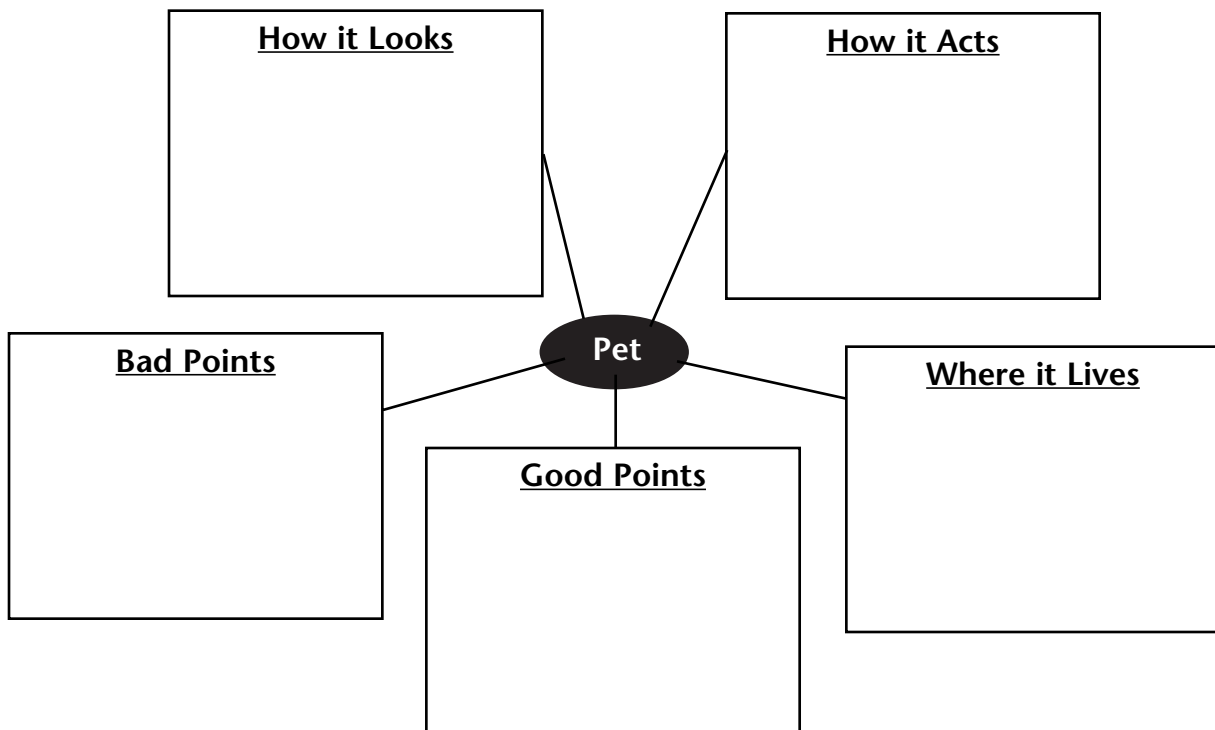 How it Looks
How it Acts
Pet
Bad Points
Where it Lives
Good Points